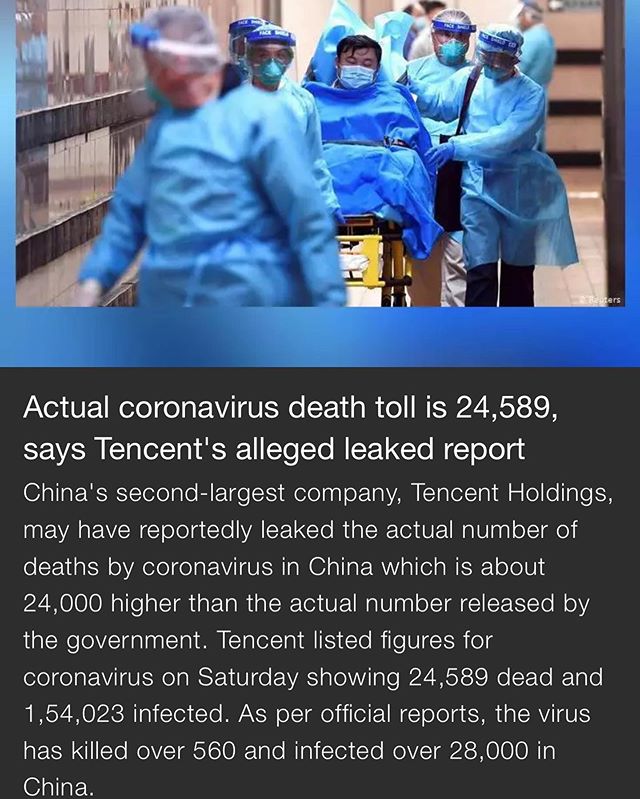 FACE SHIELD
FACE SHIELD
© Reuters
Actual coronavirus death toll is 24,589,
says Tencent's alleged leaked report
China's second-largest company, Tencent Holdings,
may have reportedly leaked the actual number of
deaths by coronavirus in China which is about
24,000 higher than the actual number released by
the government. Tencent listed figures for
coronavirus on Saturday showing 24,589 dead and
1,54,023 infected. As per official reports, the virus
has killed over 560 and infected over 28,000 in
China.